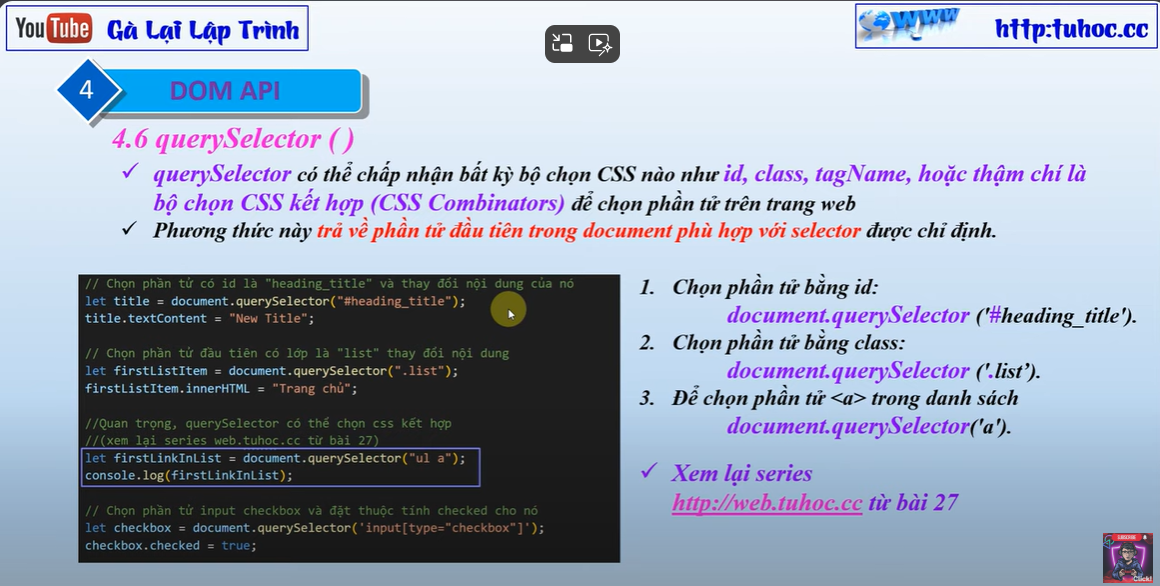 YouTube Gà Lại Lập Trình
WWW http:tuhoc.cc
4 DOM API
4.6 querySelector ( )
✓ querySelector có thể chấp nhận bất kỳ bộ chọn CSS nào như id, class, tagName, hoặc thậm chí là
bộ chọn CSS kết hợp (CSS Combinators) để chọn phần tử trên trang web
✓ Phương thức này trả về phần tử đầu tiên trong document phù hợp với selector được chỉ định.
// Chọn phần tử có id là "heading_title" và thay đổi nội dung của nó
let title = document.querySelector("#heading_title");
title.textContent = "New Title";
// Chọn phần tử đầu tiên có lớp là "list" thay đổi nội dung
let firstListItem = document.querySelector(".list");
firstListItem.innerHTML = "Trang chủ";
//Quan trọng, querySelector có thể chọn css kết hợp
//(xem lại series web.tuhoc.cc từ bài 27)
let firstLinkInList = document.querySelector("ul a");
console.log(firstLinkInList);
// Chọn phần tử input checkbox và đặt thuộc tính checked cho nó
let checkbox = document.querySelector('input[type="checkbox"]');
checkbox.checked = true;
1. Chọn phần tử bằng id:
document.querySelector ('#heading_title').
2. Chọn phần tử bằng class:
document.querySelector ('.list’).
3. Để chọn phần tử <a> trong danh sách
document.querySelector('a').
✓ Xem lại series
http://web.tuhoc.cc từ bài 27
SUBSCRIBE
Click!